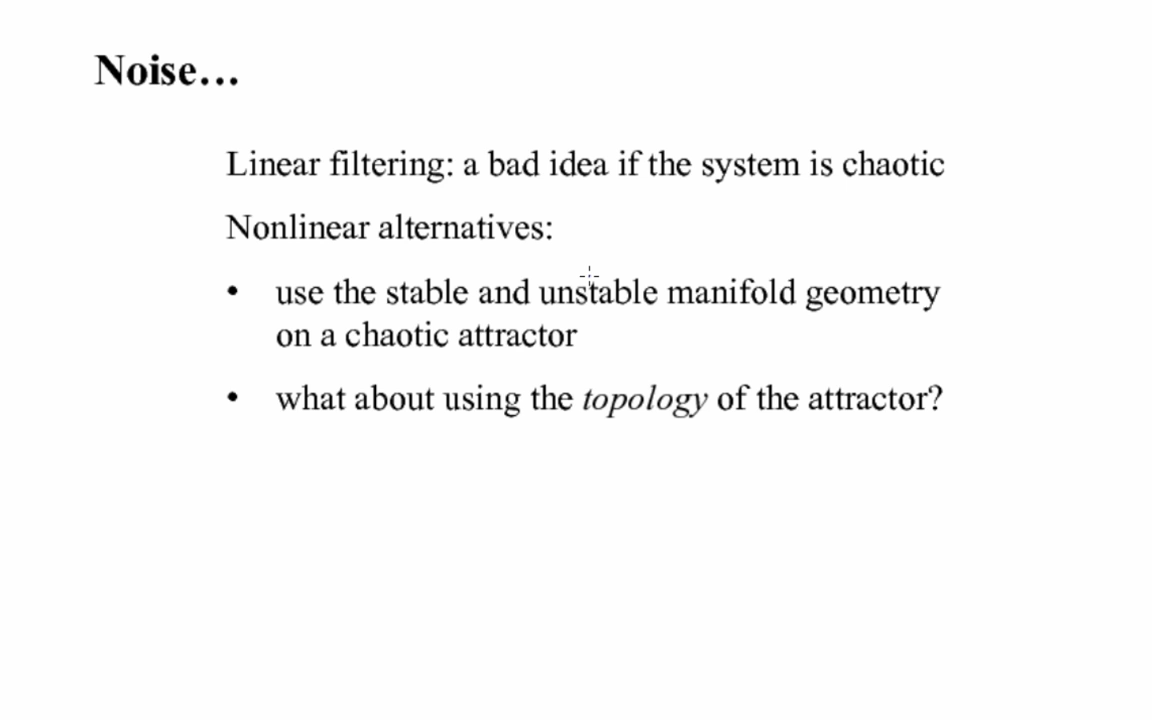 Noise…
Linear filtering: a bad idea if the system is chaotic
Nonlinear alternatives:
• use the stable and unstable manifold geometry
on a chaotic attractor
• what about using the topology of the attractor?